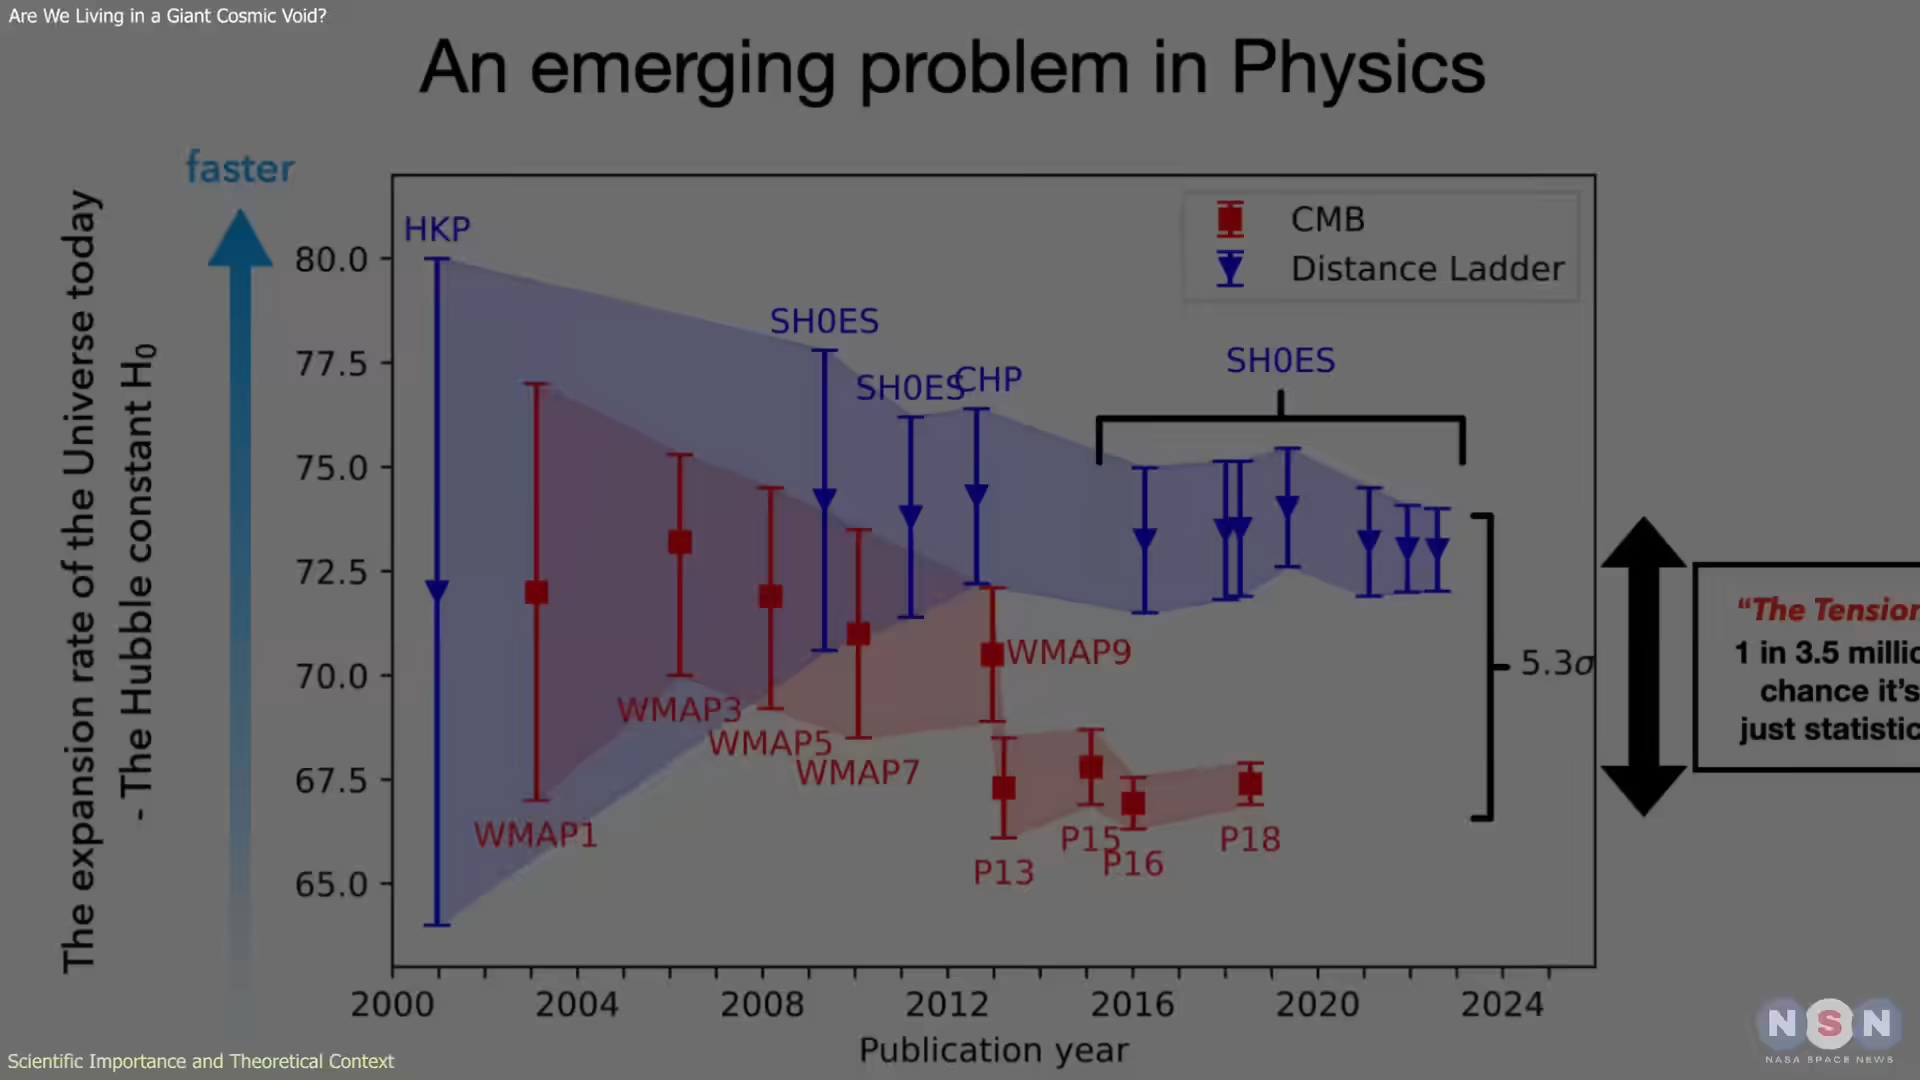 Are We Living in a Giant Cosmic Void?
An emerging problem in Physics
faster
The expansion rate of the Universe today
- The Hubble constant H₀
80.0
77.5
75.0
72.5
70.0
67.5
65.0
HKP
SH0ES
SH0ES
CHP
SH0ES
CMB
Distance Ladder
WMAP1
WMAP3
WMAP5
WMAP7
WMAP9
P13
P15
P16
P18
5.3σ
“The Tension
1 in 3.5 millio
chance it’s
just statistic
2000 2004 2008 2012 2016 2020 2024
Publication year
Scientific Importance and Theoretical Context
NSN
NASA SPACE NEWS